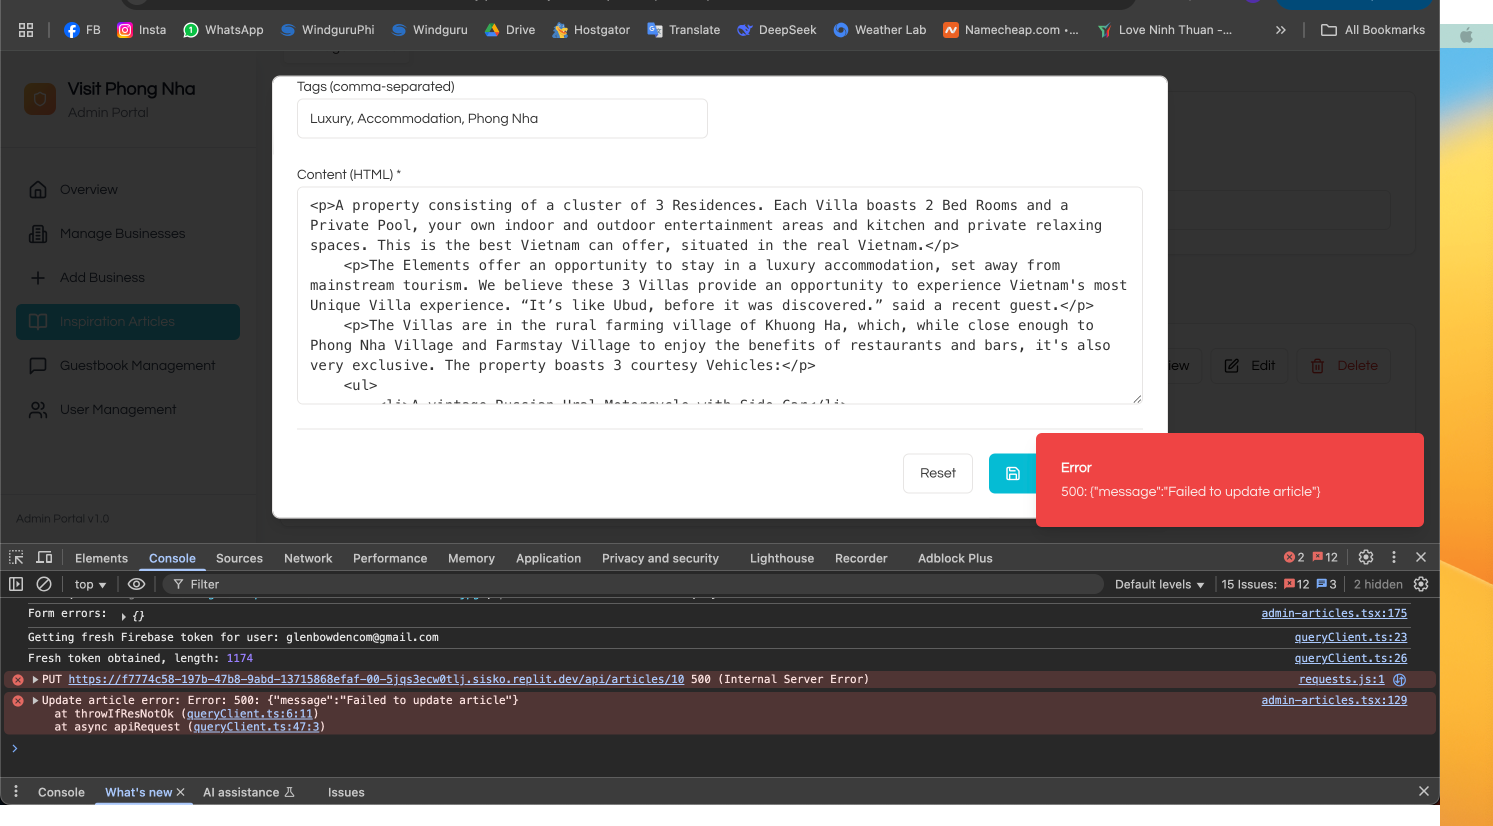 FB
Insta
WhatsApp
WindguruPhi
Windguru
Drive
Hostgator
Translate
DeepSeek
Weather Lab
Namecheap.com •...
Love Ninh Thuan -...
All Bookmarks
Visit Phong Nha
Admin Portal
Overview
Manage Businesses
Add Business
Inspiration Articles
Guestbook Management
User Management
Admin Portal v1.0
Tags (comma-separated)
Luxury, Accommodation, Phong Nha
Content (HTML) *
<p>A property consisting of a cluster of 3 Residences. Each Villa boasts 2 Bed Rooms and a
Private Pool, your own indoor and outdoor entertainment areas and kitchen and private relaxing
spaces. This is the best Vietnam can offer, situated in the real Vietnam.</p>
<p>The Elements offer an opportunity to stay in a luxury accommodation, set away from
mainstream tourism. We believe these 3 Villas provide an opportunity to experience Vietnam's most
Unique Villa experience. “It’s like Ubud, before it was discovered.” said a recent guest.</p>
<p>The Villas are in the rural farming village of Khuong Ha, which, while close enough to
Phong Nha Village and Farmstay Village to enjoy the benefits of restaurants and bars, it's also
very exclusive. The property boasts 3 courtesy Vehicles:</p>
<ul>
<li>A vintage Russian Ural Motorcycle with Side Car</li>
Edit
Delete
Reset
Error
500: {"message":"Failed to update article"}
Elements
Console
Sources
Network
Performance
Memory
Application
Privacy and security
Lighthouse
Recorder
Adblock Plus
2
12
top
Filter
Default levels
15 Issues:
12
3
2 hidden
Form errors: {}
admin-articles.tsx:175
Getting fresh Firebase token for user: glenbowdencom@gmail.com
queryClient.ts:23
Fresh token obtained, length: 1174
queryClient.ts:26
PUT https://f7774c58-197b-47b8-9abd-13715868efaf-00-5jqs3ecw0tlj.sisko.replit.dev/api/articles/10 500 (Internal Server Error)
requests.js:1
Update article error: Error: 500: {"message":"Failed to update article"}
admin-articles.tsx:129
at throwIfResNotOk (queryClient.ts:6:11)
at async apiRequest (queryClient.ts:47:3)
Console
What's new
AI assistance
Issues